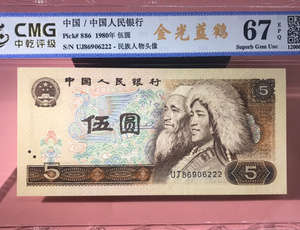 CMG
中乾评级
中国 / 中国人民银行
Pick# 886 1980年 伍圆
S/N UJ86906222 - 民族人物头像
金光蓝鹤
67
EPQ
Superb Gem Unc
中国人民银行
5
伍圆
5
5
UJ86906222